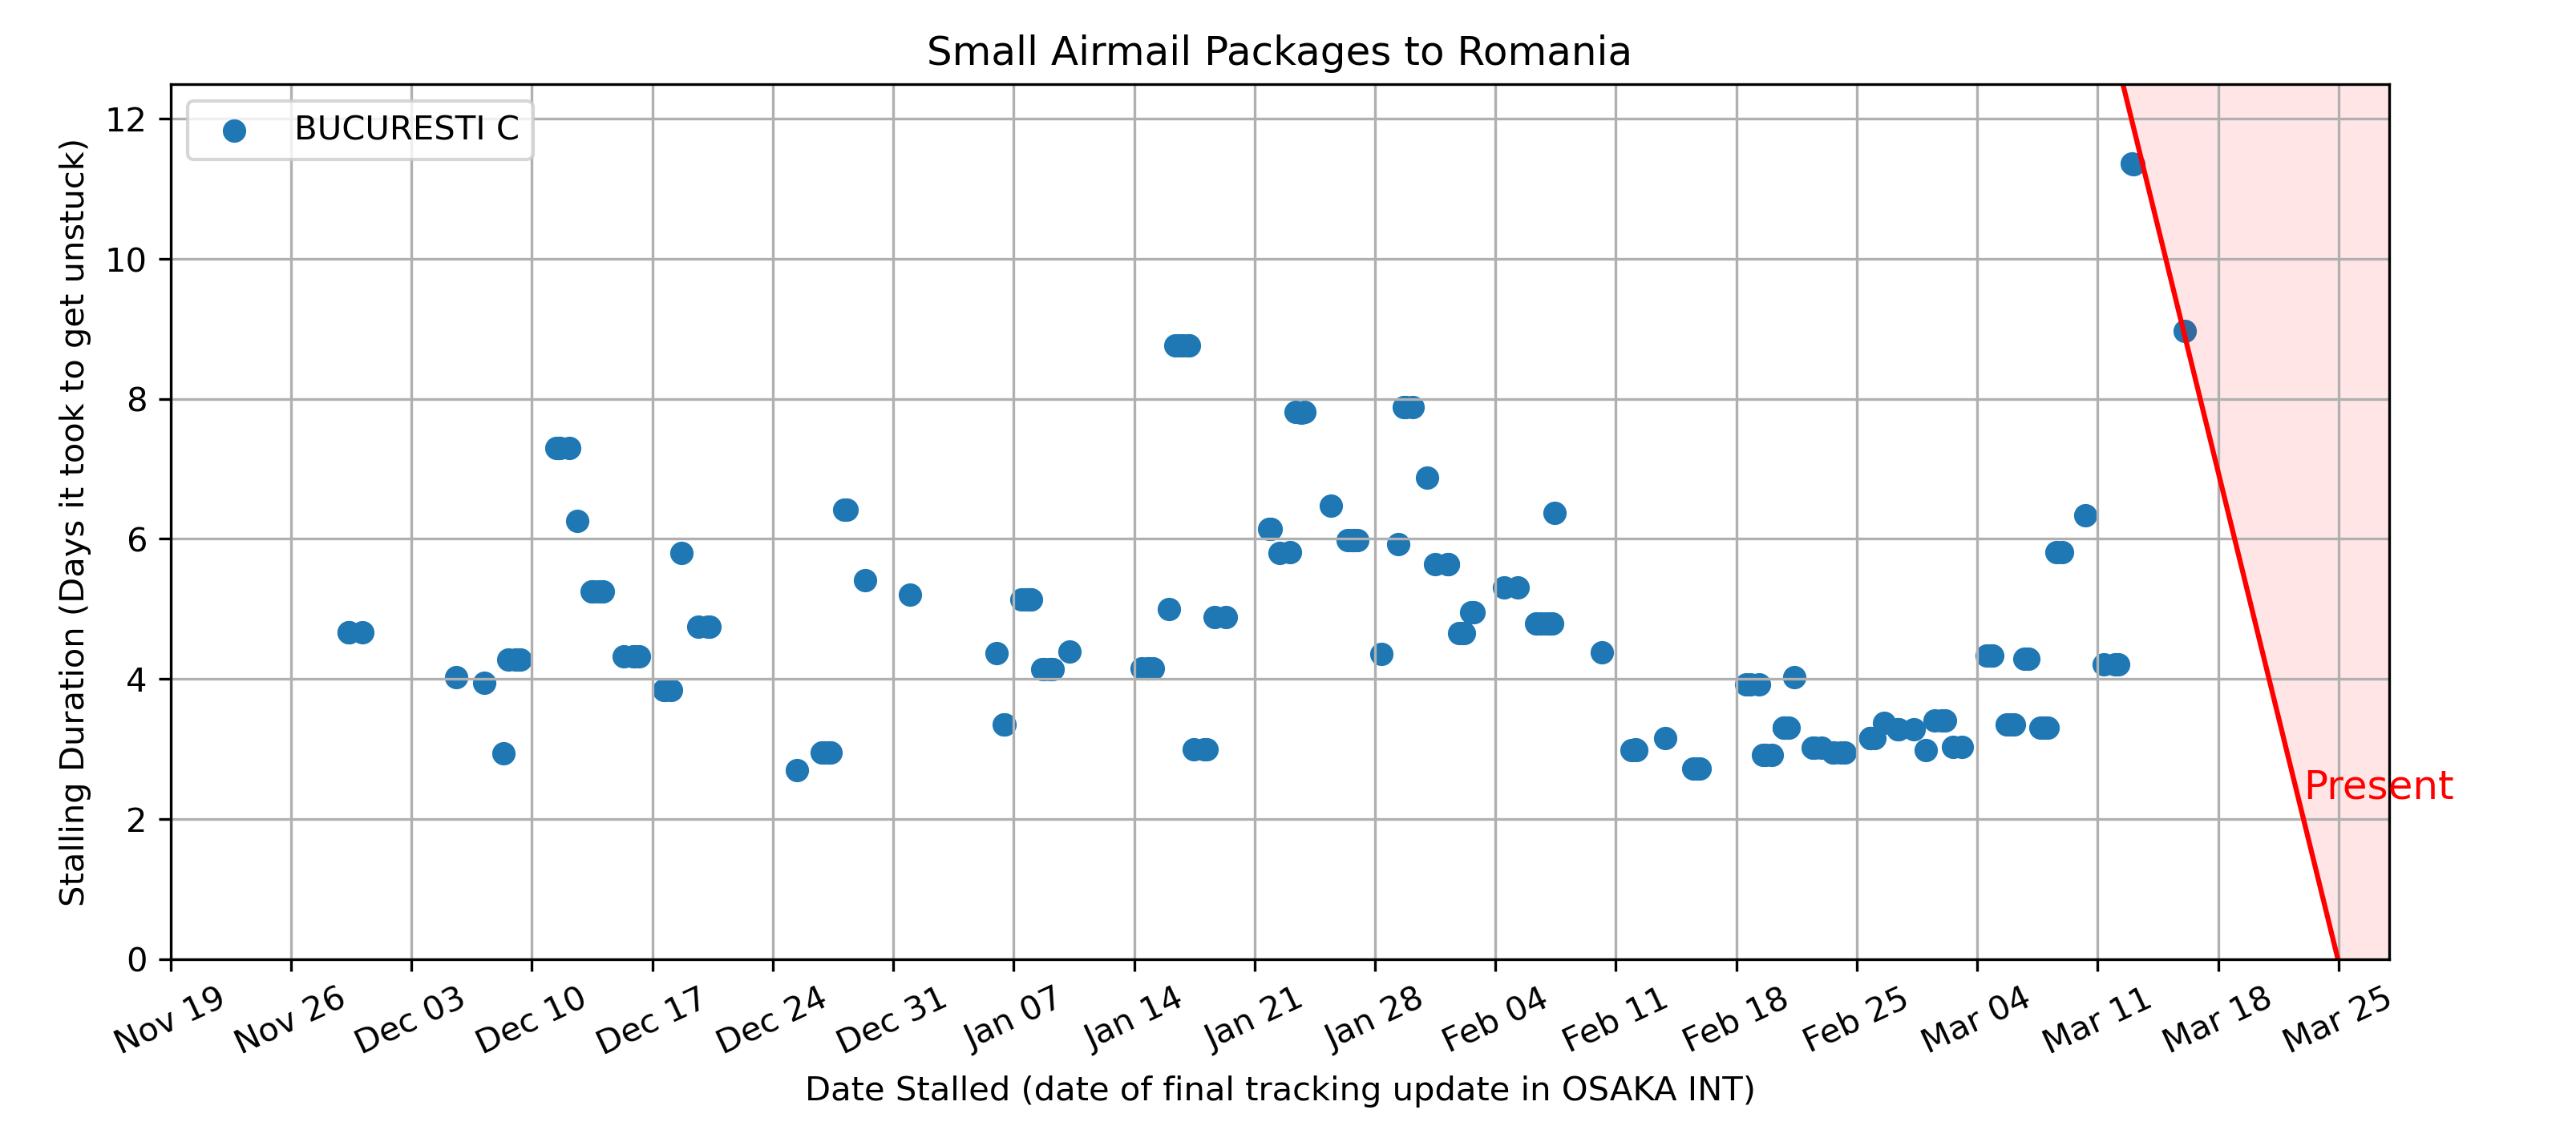 Small Airmail Packages to Romania
BUCURESTI C
Stalling Duration (Days it took to get unstuck)
12
10
8
6
4
2
0
Present
Nov 19 Nov 26 Dec 03 Dec 10 Dec 17 Dec 24 Dec 31 Jan 07 Jan 14 Jan 21 Jan 28 Feb 04 Feb 11 Feb 18 Feb 25 Mar 04 Mar 11 Mar 18 Mar 25
Date Stalled (date of final tracking update in OSAKA INT)